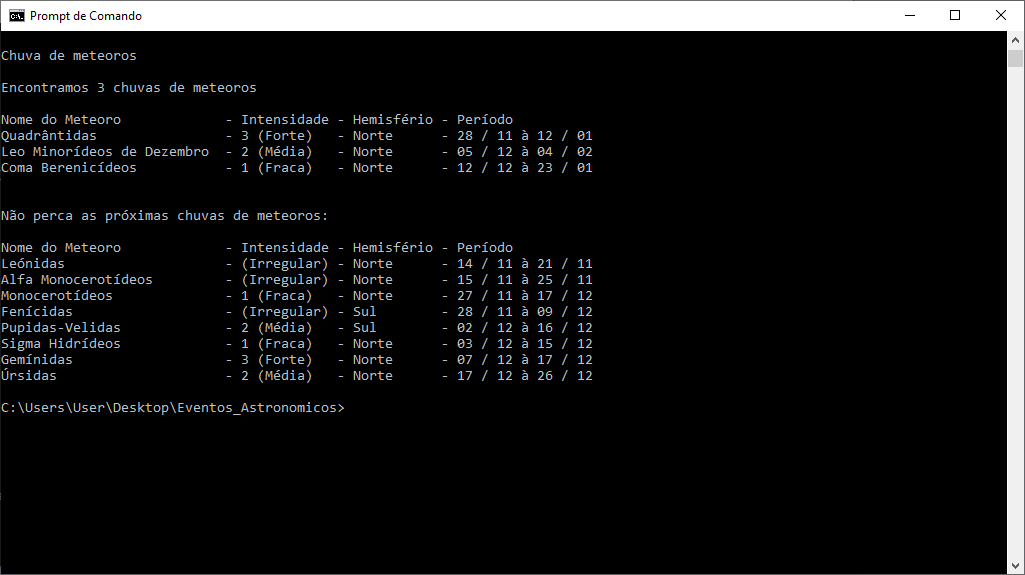 Prompt de Comando
Chuva de meteoros
Encontramos 3 chuvas de meteoros
Nome do Meteoro - Intensidade - Hemisfério - Período
Quadrântidas - 3 (Forte) - Norte - 28 / 11 à 12 / 01
Leo Minorídeos de Dezembro - 2 (Média) - Norte - 05 / 12 à 04 / 02
Coma Berenicídeos - 1 (Fraca) - Norte - 12 / 12 à 23 / 01
Não perca as próximas chuvas de meteoros:
Nome do Meteoro - Intensidade - Hemisfério - Período
Leónidas - (Irregular) - Norte - 14 / 11 à 21 / 11
Alfa Monocerotídeos - (Irregular) - Norte - 15 / 11 à 25 / 11
Monocerotídeos - 1 (Fraca) - Norte - 27 / 11 à 17 / 12
Fenícidas - (Irregular) - Sul - 28 / 11 à 09 / 12
Pupidas-Velidas - 2 (Média) - Sul - 02 / 12 à 16 / 12
Sigma Hidrídeos - 1 (Fraca) - Norte - 03 / 12 à 15 / 12
Gemínidas - 3 (Forte) - Norte - 07 / 12 à 17 / 12
Úrsidas - 2 (Média) - Norte - 17 / 12 à 26 / 12
C:\Users\User\Desktop\Eventos_Astronomicos>